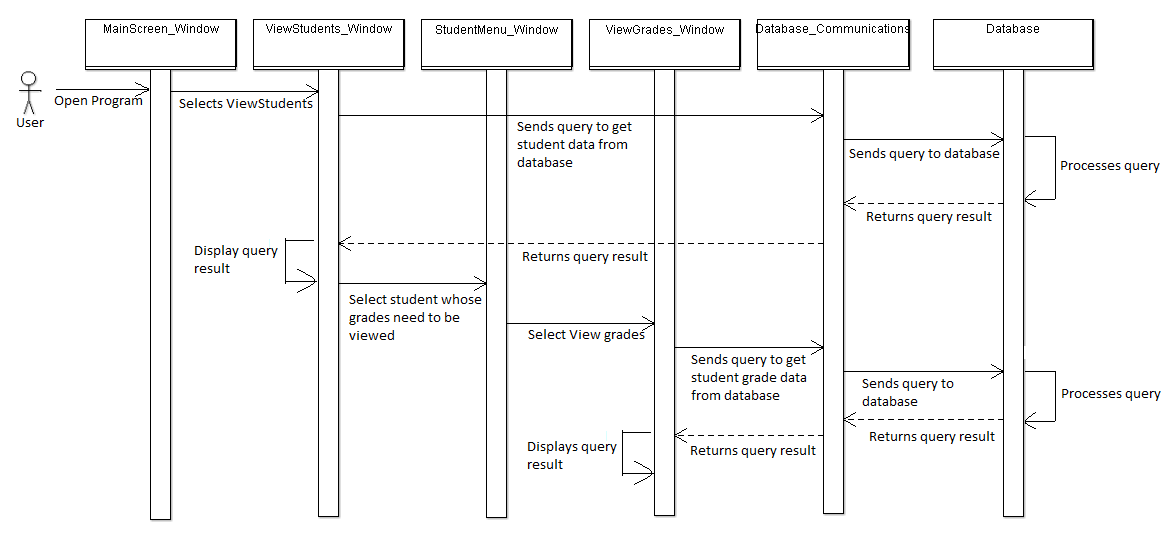 MainScreen_Window
ViewStudents_Window
StudentMenu_Window
ViewGrades_Window
Database_Communications
Database
User
Open Program
Selects ViewStudents
Sends query to get
student data from
database
Sends query to database
Processes query
Returns query result
Display query
result
Returns query result
Select student whose
grades need to be
viewed
Select View grades
Sends query to get
student grade data
from database
Sends query to
database
Processes query
Returns query result
Displays query
result
Returns query result